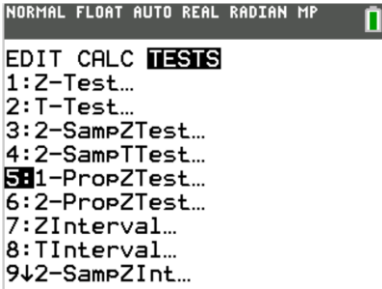 NORMAL FLOAT AUTO REAL RADIAN MP
EDIT CALC TESTS
1:Z-Test…
2:T-Test…
3:2-SampZTest…
4:2-SampTTest…
5:1-PropZTest…
6:2-PropZTest…
7:ZInterval…
8:TInterval…
9↓2-SampZInt…